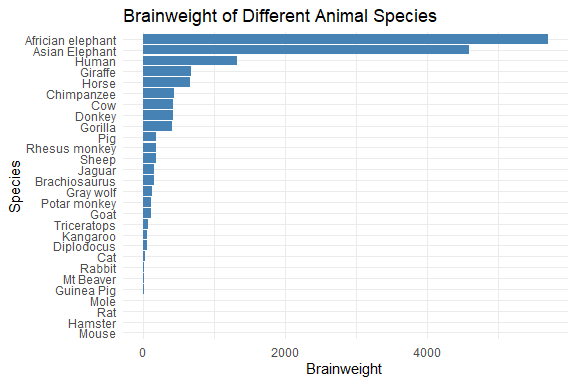 Brainweight of Different Animal Species
Africian elephant
Asian Elephant
Human
Giraffe
Horse
Chimpanzee
Cow
Donkey
Gorilla
Pig
Rhesus monkey
Sheep
Jaguar
Brachiosaurus
Gray wolf
Potar monkey
Goat
Triceratops
Kangaroo
Diplodocus
Cat
Rabbit
Mt Beaver
Guinea Pig
Mole
Rat
Hamster
Mouse
Species
0 2000 4000
Brainweight